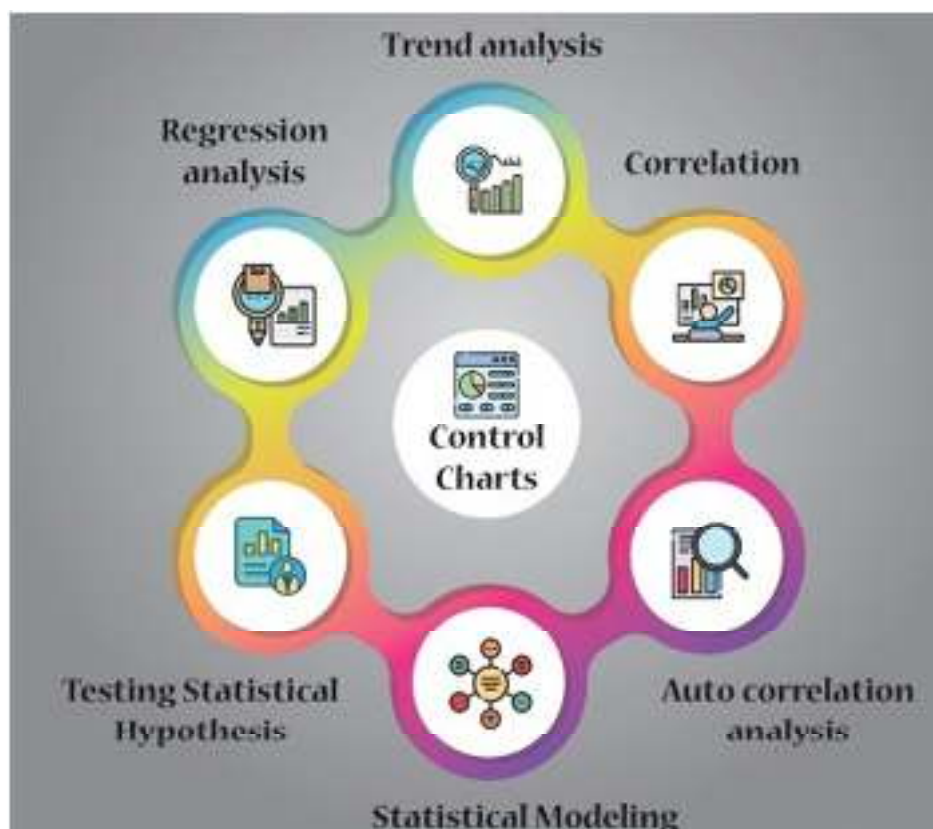 Trend analysis
Regression
analysis
Correlation
Control
Charts
Testing Statistical
Hypothesis
Auto correlation
analysis
Statistical Modeling